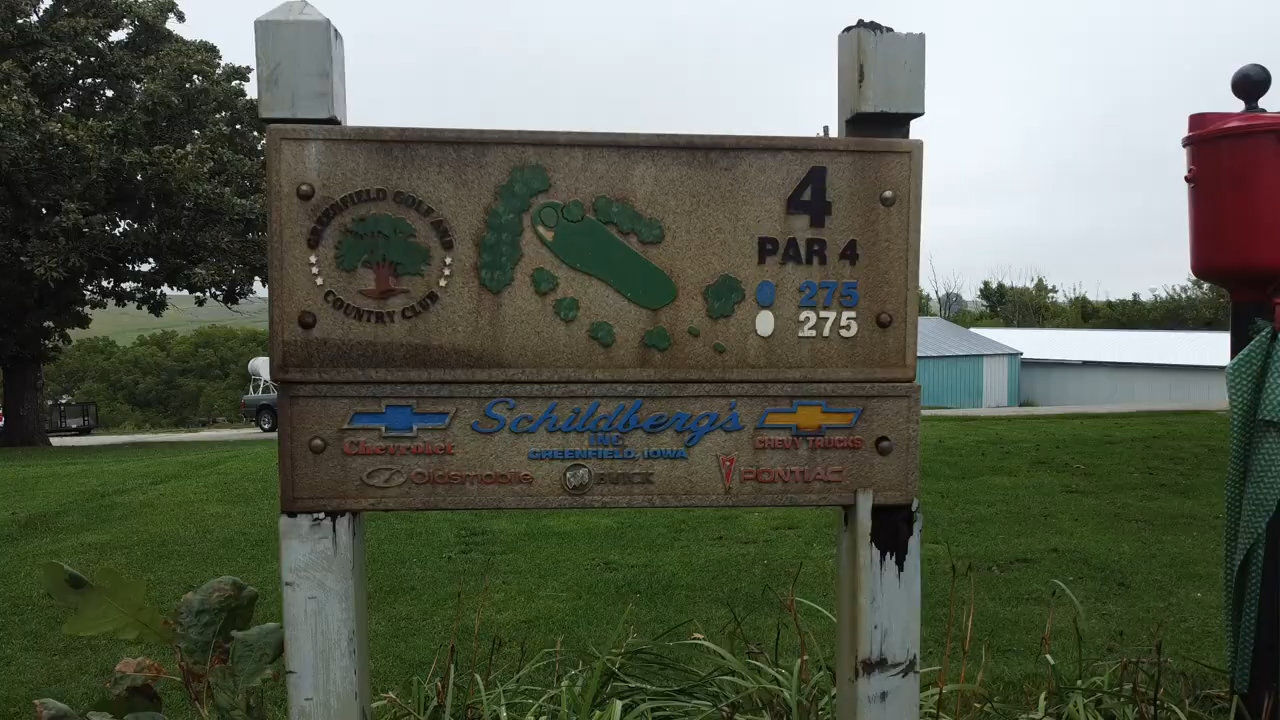 GREENFIELD GOLF AND
COUNTRY CLUB
4
PAR 4
275
275
Chevrolet
Schildberg's
INC.
GREENFIELD, IOWA
CHEVY TRUCKS
Oldsmobile
BUICK
PONTIAC